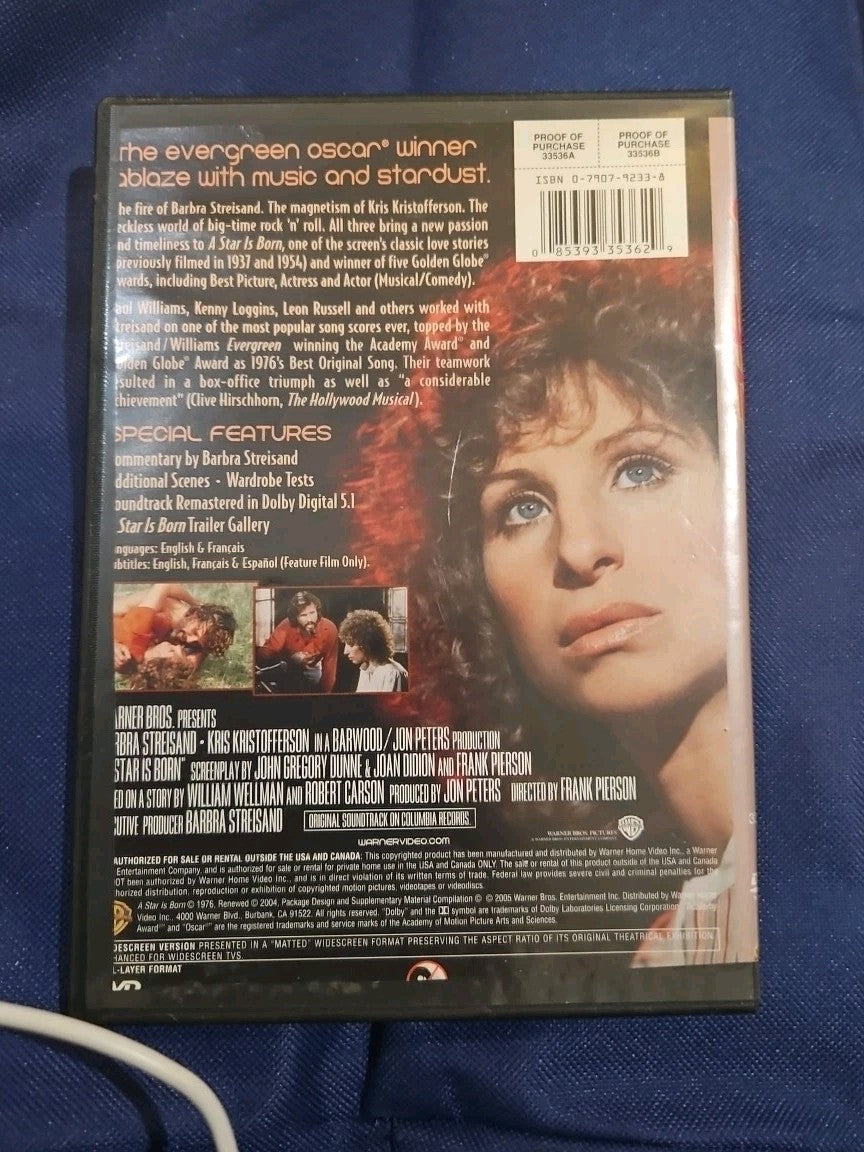 The evergreen oscar® winner
ablaze with music and stardust.
he fire of Barbra Streisand. The magnetism of Kris Kristofferson. The
eckless world of big-time rock 'n' roll. All three bring a new passion
nd timeliness to A Star Is Born, one of the screen's classic love stories
previously filmed in 1937 and 1954) and winner of five Golden Globe®
wards, including Best Picture, Actress and Actor (Musical/Comedy).
aul Williams, Kenny Loggins, Leon Russell and others worked with
treisand on one of the most popular song scores ever, topped by the
treisand/Williams Evergreen winning the Academy Award® and
olden Globe® Award as 1976's Best Original Song. Their teamwork
esulted in a box-office triumph as well as "a considerable
chievement" (Clive Hirschhorn, The Hollywood Musical).
SPECIAL FEATURES
ommentary by Barbra Streisand
dditional Scenes - Wardrobe Tests
oundtrack Remastered in Dolby Digital 5.1
Star Is Born Trailer Gallery
nguages: English & Français
btitles: English, Français & Español (Feature Film Only).
PROOF OF PURCHASE 33536A
PROOF OF PURCHASE 33536B
ISBN 0-7907-9233-8
0 85393 35362 9
ARNER BROS. PRESENTS
RBRA STREISAND · KRIS KRISTOFFERSON IN A BARWOOD/JON PETERS PRODUCTION
STAR IS BORN" SCREENPLAY BY JOHN GREGORY DUNNE & JOAN DIDION AND FRANK PIERSON
ED ON A STORY BY WILLIAM WELLMAN AND ROBERT CARSON PRODUCED BY JON PETERS DIRECTED BY FRANK PIERSON
UTIVE PRODUCER BARBRA STREISAND ORIGINAL SOUNDTRACK ON COLUMBIA RECORDS
WARNER BROS. PICTURES
A WARNER BROS. ENTERTAINMENT COMPANY
WARNERVIDEO.COM
AUTHORIZED FOR SALE OR RENTAL OUTSIDE THE USA AND CANADA: This copyrighted product has been manufactured and distributed by Warner Home Video Inc., a Warner
Entertainment Company, and is authorized for sale or rental for private home use in the USA and Canada ONLY. The sale or rental of this product outside of the USA and Canada
OT been authorized by Warner Home Video Inc., and is in direct violation of its written terms of trade. Federal law provides severe civil and criminal penalties for the
horized distribution, reproduction or exhibition of copyrighted motion pictures, videotapes or videodiscs.
A Star is Born © 1976, Renewed © 2004. Package Design and Supplementary Material Compilation © 2005 Warner Bros. Entertainment Inc. Distributed by Warner Home
Video Inc., 4000 Warner Blvd., Burbank, CA 91522. All rights reserved. "Dolby" and the symbol are trademarks of Dolby Laboratories Licensing Corporation. "Academy
Award®" and "Oscar®" are the registered trademarks and service marks of the Academy of Motion Picture Arts and Sciences.
DESCREEN VERSION PRESENTED IN A "MATTED" WIDESCREEN FORMAT PRESERVING THE ASPECT RATIO OF ITS ORIGINAL THEATRICAL EXHIBITION.
HANCED FOR WIDESCREEN TVS.
L-LAYER FORMAT